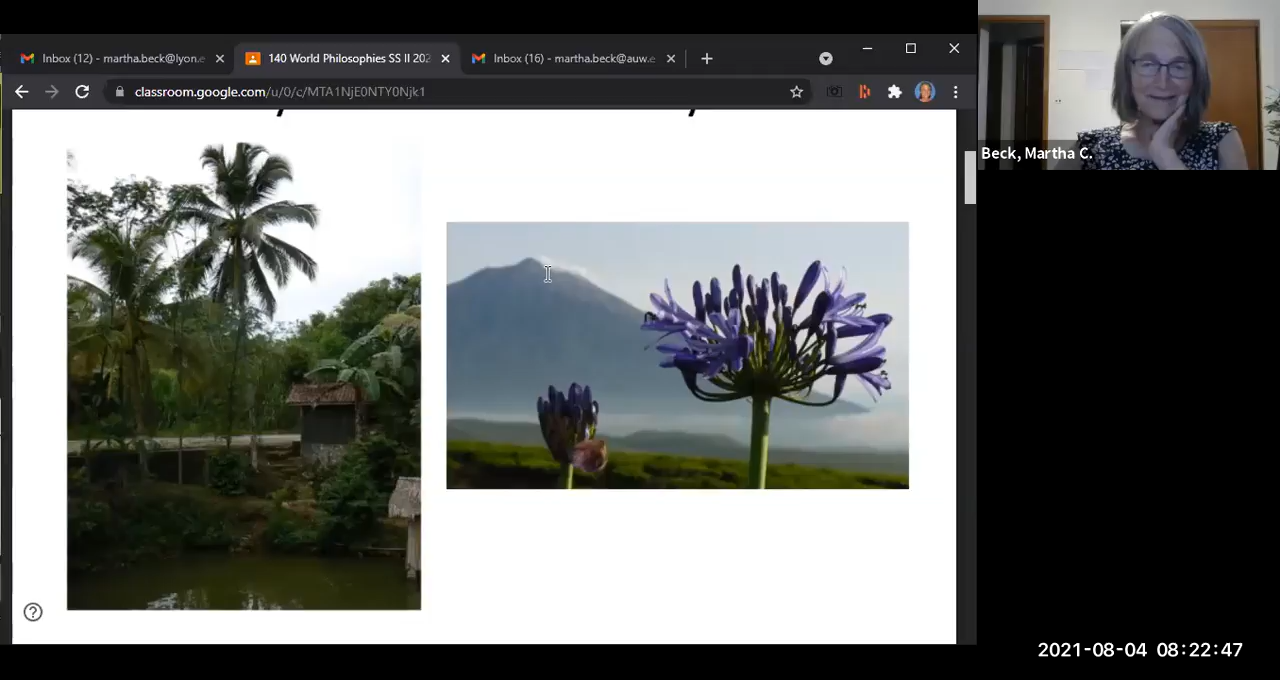 Inbox (12) - martha.beck@lyon.e
140 World Philosophies SS II 202
Inbox (16) - martha.beck@auw.e
classroom.google.com/u/0/c/MTA1NjE0NTY0Njk1
Beck, Martha C.
2021-08-04 08:22:47